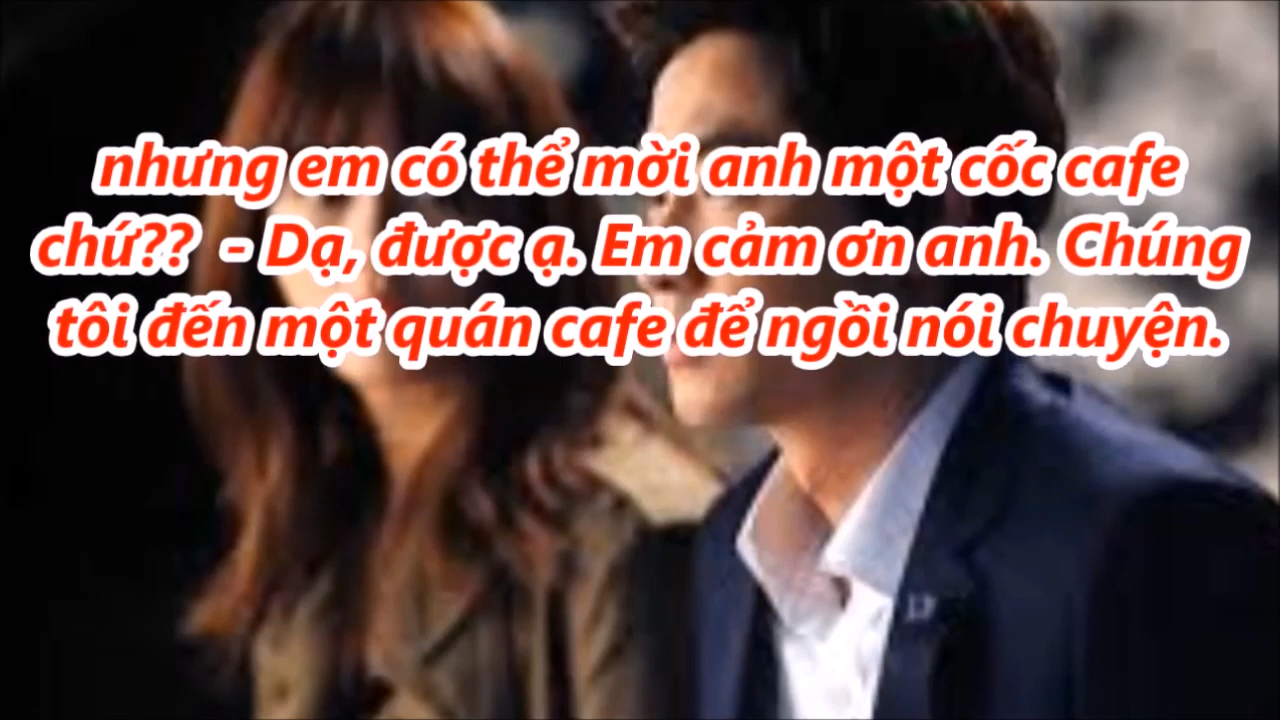 nhưng em có thể mời anh một cốc cafe
chứ?? - Dạ, được ạ. Em cảm ơn anh. Chúng
tôi đến một quán cafe để ngồi nói chuyện.